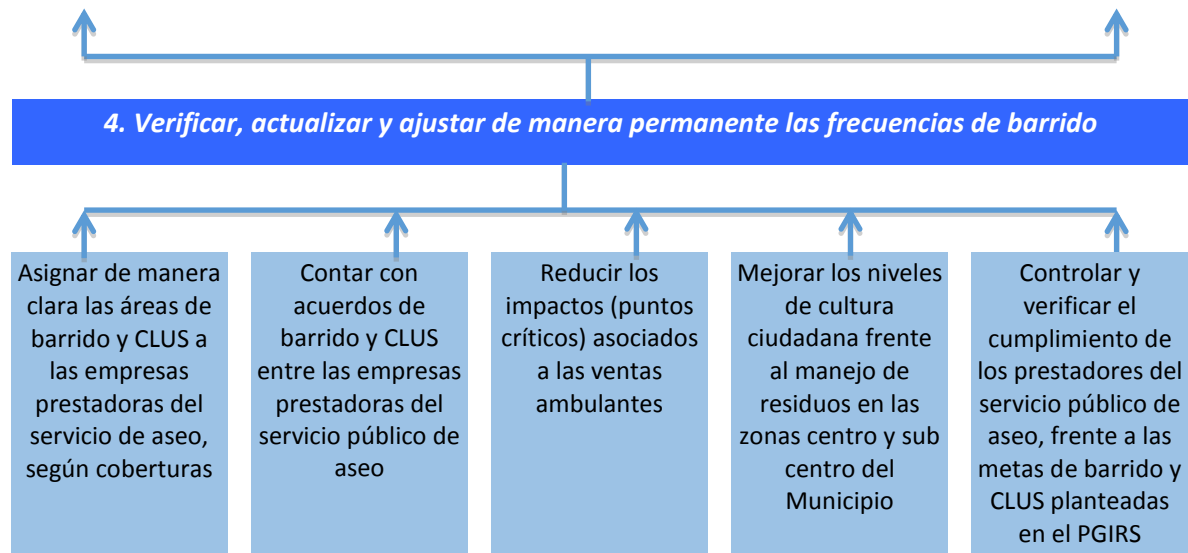 4. Verificar, actualizar y ajustar de manera permanente las frecuencias de barrido
Asignar de manera
clara las áreas de
barrido y CLUS a
las empresas
prestadoras del
servicio de aseo,
según coberturas
Contar con
acuerdos de
barrido y CLUS
entre las empresas
prestadoras del
servicio público de
aseo
Reducir los
impactos (puntos
críticos) asociados
a las ventas
ambulantes
Mejorar los niveles
de cultura
ciudadana frente
al manejo de
residuos en las
zonas centro y sub
centro del
Municipio
Controlar y
verificar el
cumplimiento de
los prestadores del
servicio público de
aseo, frente a las
metas de barrido y
CLUS planteadas
en el PGIRS